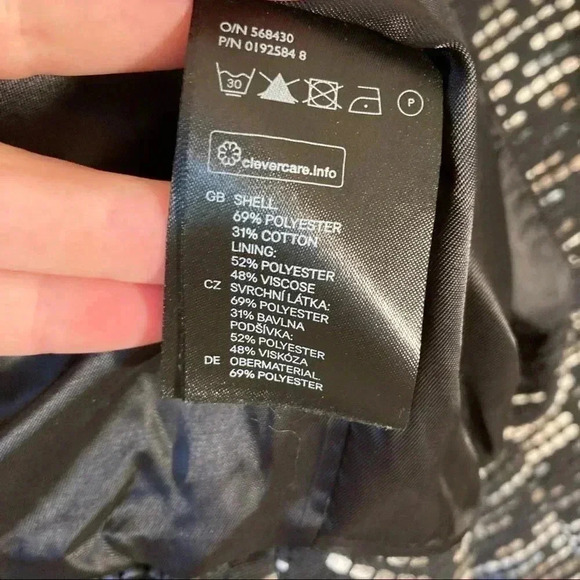 O/N 568430
P/N 0192584 8
30
P
clevercare.info
GB SHELL
69% POLYESTER
31% COTTON
LINING:
52% POLYESTER
48% VISCOSE
CZ SVRCHNÍ LÁTKA:
69% POLYESTER
31% BAVLNA
PODŠÍVKA:
52% POLYESTER
48% VISKÓZA
DE OBERMATERIAL
69% POLYESTER